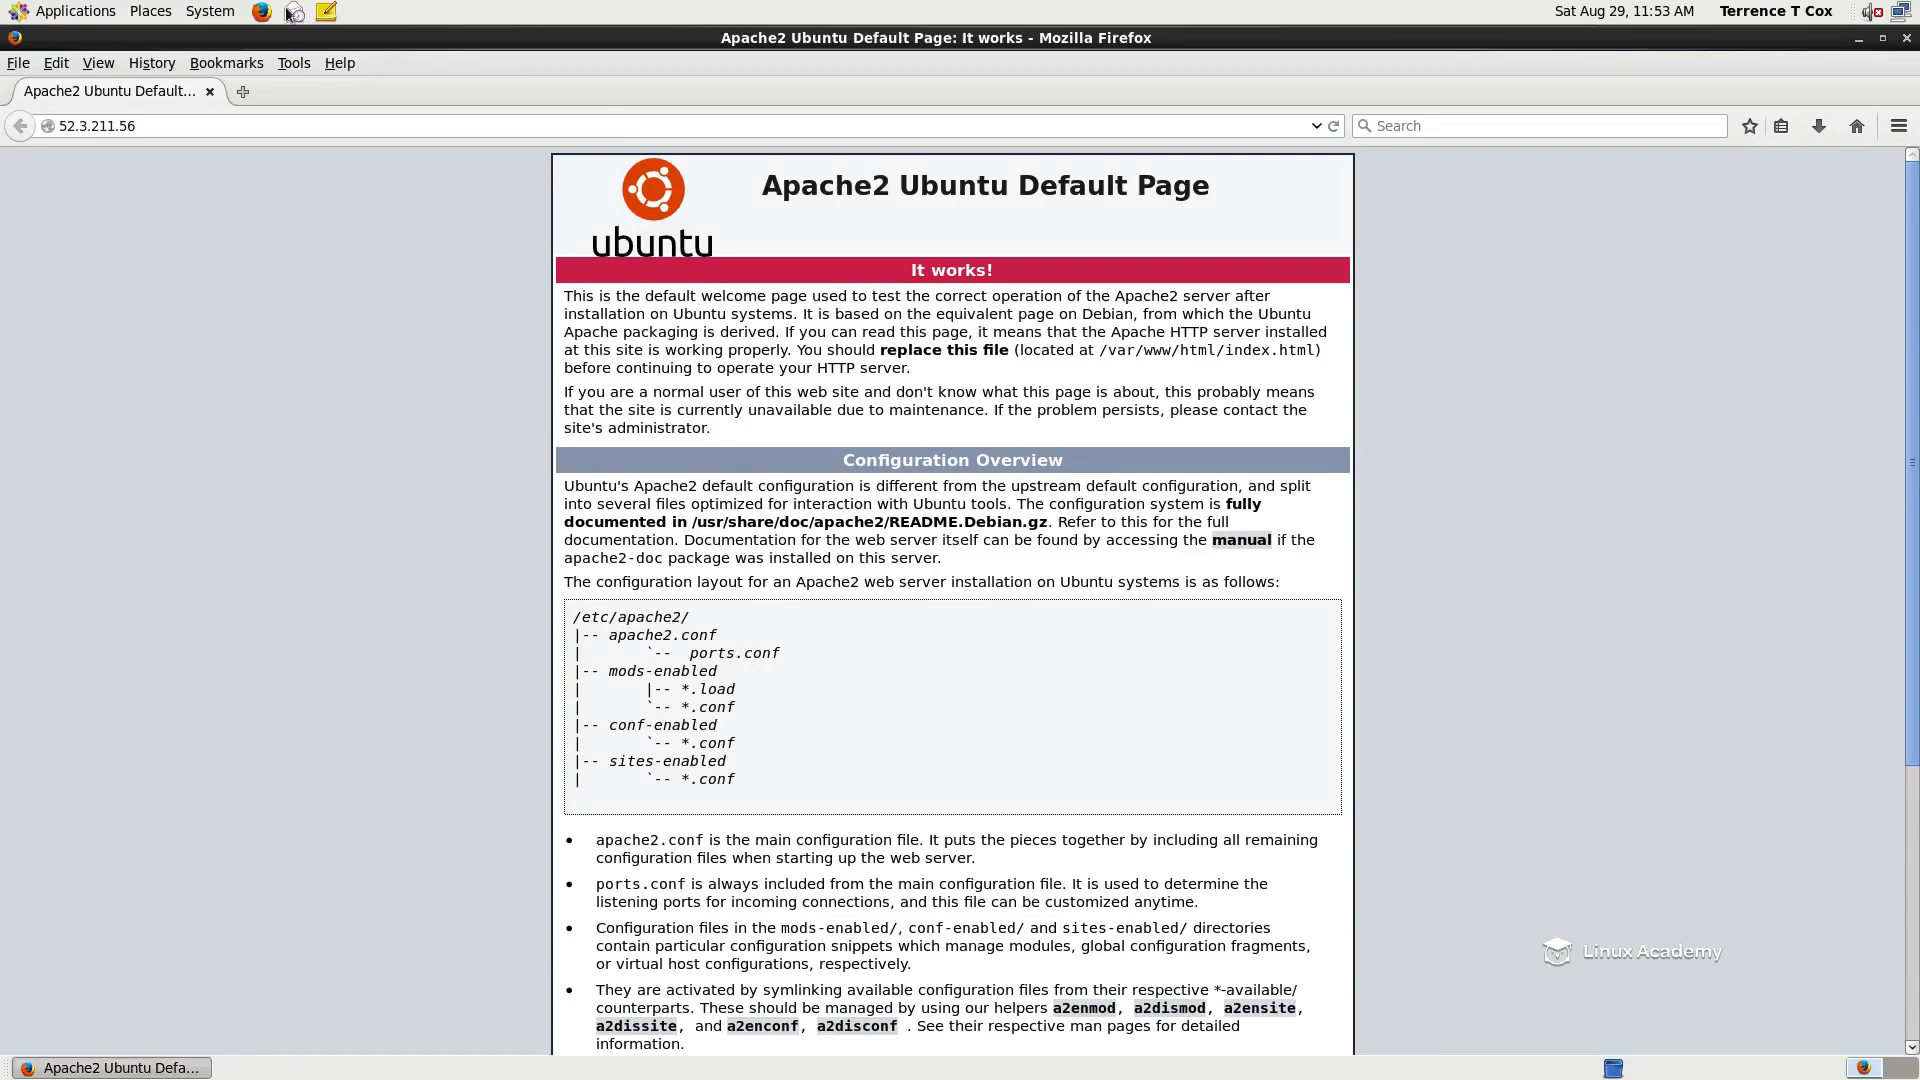 Applications Places System Sat Aug 29, 11:53 AM Terrence T Cox
Apache2 Ubuntu Default Page: It works - Mozilla Firefox
File Edit View History Bookmarks Tools Help
Apache2 Ubuntu Default...
52.3.211.56 Search
ubuntu
Apache2 Ubuntu Default Page
It works!
This is the default welcome page used to test the correct operation of the Apache2 server after
installation on Ubuntu systems. It is based on the equivalent page on Debian, from which the Ubuntu
Apache packaging is derived. If you can read this page, it means that the Apache HTTP server installed
at this site is working properly. You should replace this file (located at /var/www/html/index.html)
before continuing to operate your HTTP server.
If you are a normal user of this web site and don't know what this page is about, this probably means
that the site is currently unavailable due to maintenance. If the problem persists, please contact the
site's administrator.
Configuration Overview
Ubuntu's Apache2 default configuration is different from the upstream default configuration, and split
into several files optimized for interaction with Ubuntu tools. The configuration system is fully
documented in /usr/share/doc/apache2/README.Debian.gz. Refer to this for the full
documentation. Documentation for the web server itself can be found by accessing the manual if the
apache2-doc package was installed on this server.
The configuration layout for an Apache2 web server installation on Ubuntu systems is as follows:
/etc/apache2/
|-- apache2.conf
|       `--  ports.conf
|-- mods-enabled
|       |-- *.load
|       `-- *.conf
|-- conf-enabled
|       `-- *.conf
|-- sites-enabled
|       `-- *.conf
• apache2.conf is the main configuration file. It puts the pieces together by including all remaining
configuration files when starting up the web server.
• ports.conf is always included from the main configuration file. It is used to determine the
listening ports for incoming connections, and this file can be customized anytime.
• Configuration files in the mods-enabled/, conf-enabled/ and sites-enabled/ directories
contain particular configuration snippets which manage modules, global configuration fragments,
or virtual host configurations, respectively.
• They are activated by symlinking available configuration files from their respective *-available/
counterparts. These should be managed by using our helpers a2enmod, a2dismod, a2ensite,
a2dissite, and a2enconf, a2disconf . See their respective man pages for detailed
information.
Linux Academy
Apache2 Ubuntu Defa...